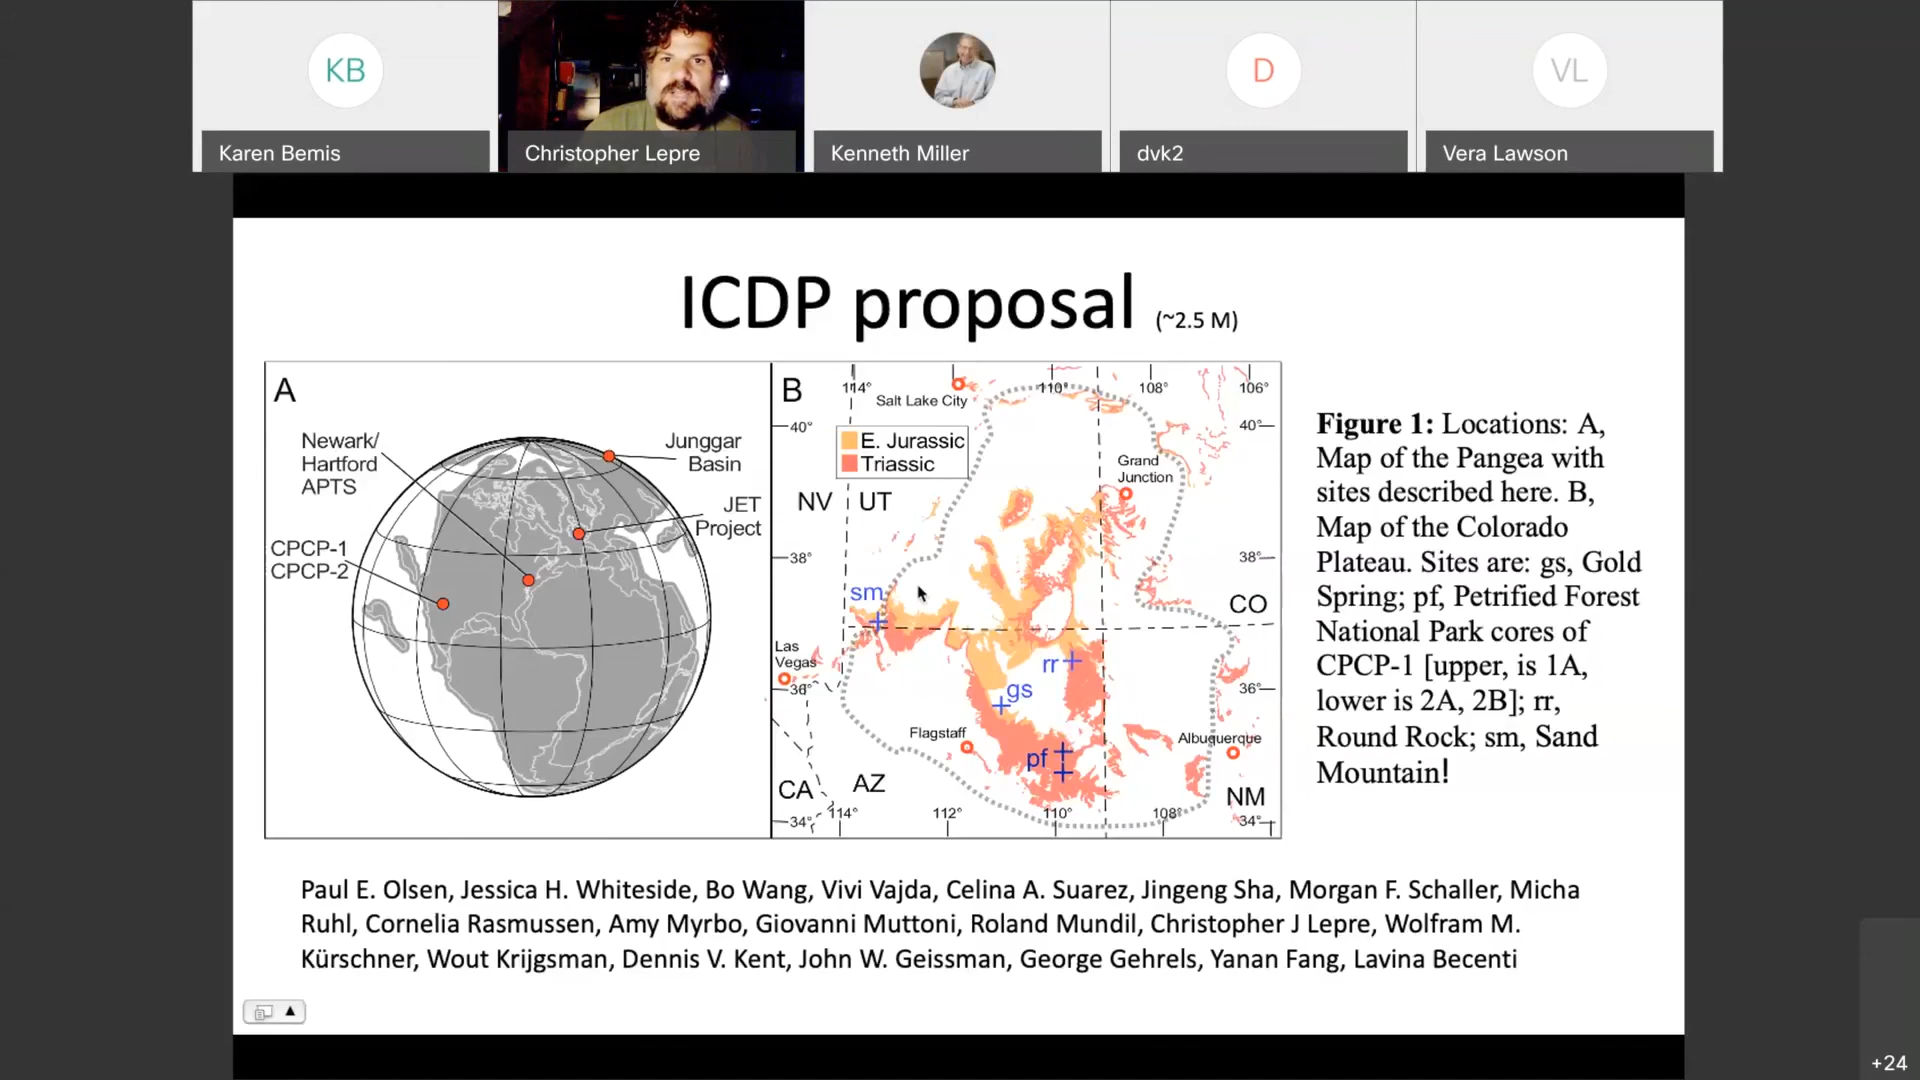 KB
Karen Bemis
Christopher Lepre
Kenneth Miller
D
dvk2
VL
Vera Lawson
ICDP proposal (~2.5 M)
A
Newark/
Hartford
APTS
Junggar
Basin
JET
Project
CPCP-1
CPCP-2
B
114°
110°
108°
106°
Salt Lake City
40°
40°
E. Jurassic
Triassic
Grand
Junction
NV
UT
38°
38°
sm
CO
Las
Vegas
rr
36°
36°
gs
Flagstaff
Albuquerque
pf
CA
AZ
NM
114°
112°
110°
108°
34°
34°
Figure 1: Locations: A,
Map of the Pangea with
sites described here. B,
Map of the Colorado
Plateau. Sites are: gs, Gold
Spring; pf, Petrified Forest
National Park cores of
CPCP-1 [upper, is 1A,
lower is 2A, 2B]; rr,
Round Rock; sm, Sand
Mountain!
Paul E. Olsen, Jessica H. Whiteside, Bo Wang, Vivi Vajda, Celina A. Suarez, Jingeng Sha, Morgan F. Schaller, Micha
Ruhl, Cornelia Rasmussen, Amy Myrbo, Giovanni Muttoni, Roland Mundil, Christopher J Lepre, Wolfram M.
Kürschner, Wout Krijgsman, Dennis V. Kent, John W. Geissman, George Gehrels, Yanan Fang, Lavina Becenti
+24